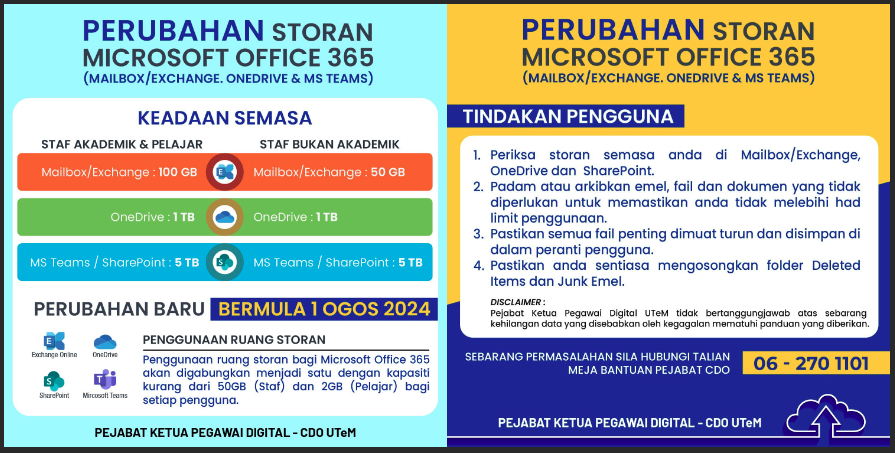 PERUBAHAN STORAN
MICROSOFT OFFICE 365
(MAILBOX/EXCHANGE. ONEDRIVE & MS TEAMS)
KEADAAN SEMASA
STAF AKADEMIK & PELAJAR
STAF BUKAN AKADEMIK
Mailbox/Exchange : 100 GB
Mailbox/Exchange : 50 GB
OneDrive : 1 TB
OneDrive : 1 TB
MS Teams / SharePoint : 5 TB
MS Teams / SharePoint : 5 TB
PERUBAHAN BARU BERMULA 1 OGOS 2024
Exchange Online
OneDrive
SharePoint
Mircosoft Teams
PENGGUNAAN RUANG STORAN
Penggunaan ruang storan bagi Microsoft Office 365
akan digabungkan menjadi satu dengan kapasiti
kurang dari 50GB (Staf) dan 2GB (Pelajar) bagi
setiap pengguna.
PEJABAT KETUA PEGAWAI DIGITAL - CDO UTeM
PERUBAHAN STORAN
MICROSOFT OFFICE 365
(MAILBOX/EXCHANGE. ONEDRIVE & MS TEAMS)
TINDAKAN PENGGUNA
1. Periksa storan semasa anda di Mailbox/Exchange,
OneDrive dan SharePoint.
2. Padam atau arkibkan emel, fail dan dokumen yang tidak
diperlukan untuk memastikan anda tidak melebihi had
limit penggunaan.
3. Pastikan semua fail penting dimuat turun dan disimpan di
dalam peranti pengguna.
4. Pastikan anda sentiasa mengosongkan folder Deleted
Items dan Junk Emel.
DISCLAIMER :
Pejabat Ketua Pegawai Digital UTeM tidak bertanggungjawab atas sebarang
kehilangan data yang disebabkan oleh kegagalan mematuhi panduan yang diberikan.
SEBARANG PERMASALAHAN SILA HUBUNGI TALIAN
MEJA BANTUAN PEJABAT CDO
06 - 270 1101
PEJABAT KETUA PEGAWAI DIGITAL - CDO UTeM